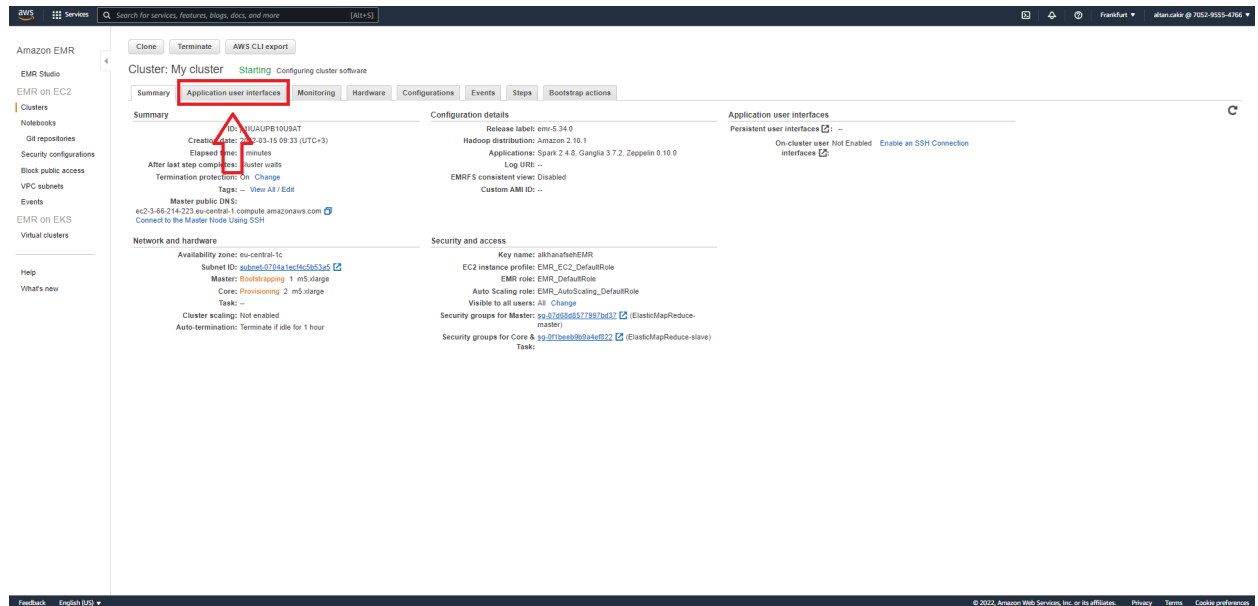 aws Services Search for services, features, blogs, docs, and more [Alt+S] Frankfurt altan.cakir @ 7052-9555-4766
Amazon EMR
EMR Studio
EMR on EC2
Clusters
Notebooks
Git repositories
Security configurations
Block public access
VPC subnets
Events
EMR on EKS
Virtual clusters
Help
What's new
Clone Terminate AWS CLI export
Cluster: My cluster Starting Configuring cluster software
Summary Application user interfaces Monitoring Hardware Configurations Events Steps Bootstrap actions
Summary
ID:
Creation date: 09:33 (UTC+3)
Elapsed time: minutes
After last step completes: Cluster waits
Termination protection: On Change
Tags: -- View All / Edit
Master public DNS:
ec2-3-66-214-223.eu-central-1.compute.amazonaws.com
Connect to the Master Node Using SSH
Configuration details
Release label: emr-5.34.0
Hadoop distribution: Amazon 2.10.1
Applications: Spark 2.4.8, Ganglia 3.7.2, Zeppelin 0.10.0
Log URI: --
EMRFS consistent view: Disabled
Custom AMI ID: --
Application user interfaces
Persistent user interfaces : --
On-cluster user Not Enabled Enable an SSH Connection
interfaces :
Network and hardware
Availability zone: eu-central-1c
Subnet ID: subnet-0704a1ecf4c5b53a5
Master: Bootstrapping 1 m5.xlarge
Core: Provisioning 2 m5.xlarge
Task: --
Cluster scaling: Not enabled
Auto-termination: Terminate if idle for 1 hour
Security and access
Key name: alkhanafsehEMR
EC2 instance profile: EMR_EC2_DefaultRole
EMR role: EMR_DefaultRole
Auto Scaling role: EMR_AutoScaling_DefaultRole
Visible to all users: All Change
Security groups for Master: sg-07d68d8577997bd37 (ElasticMapReduce-
master)
Security groups for Core & sg-0f1beeb9b9a4ef822 (ElasticMapReduce-slave)
Task:
Feedback English (US) © 2022, Amazon Web Services, Inc. or its affiliates. Privacy Terms Cookie preferences